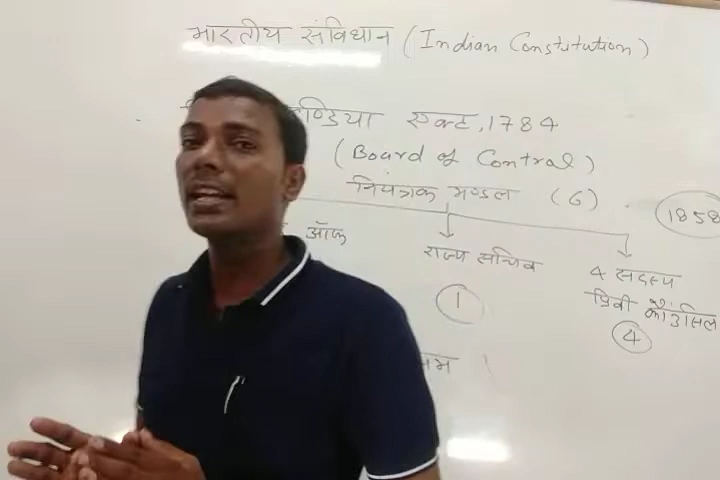 भारतीय संविधान (Indian Constitution)
इण्डिया एक्ट, 1784
(Board of Control)
नियंत्रक मण्डल (6)
1858
ऑफ
राज्य सचिव
4 सदस्य
प्रिवी कौंसिल
1
4